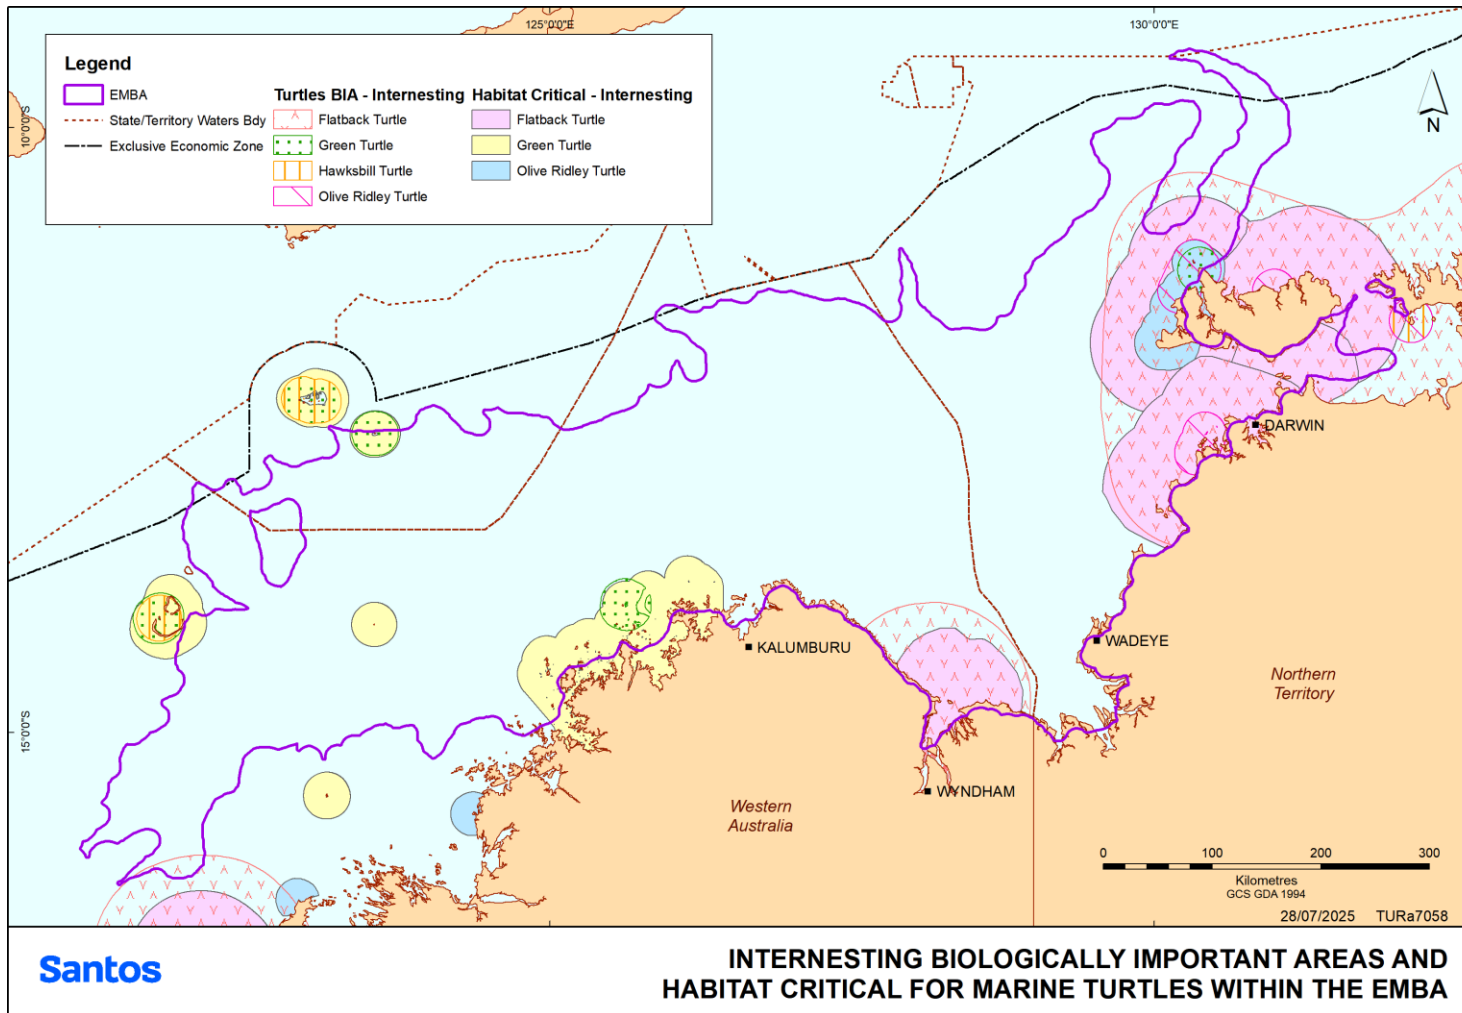 125°0'0"E
130°0'0"E
10°0'0"S
15°0'0"S
Legend
EMBA
State/Territory Waters Bdy
Exclusive Economic Zone
Turtles BIA - Internesting
Flatback Turtle
Green Turtle
Hawksbill Turtle
Olive Ridley Turtle
Habitat Critical - Internesting
Flatback Turtle
Green Turtle
Olive Ridley Turtle
N
DARWIN
WADEYE
KALUMBURU
Northern
Territory
WYNDHAM
Western
Australia
0 100 200 300
Kilometres
GCS GDA 1994
28/07/2025 TURa7058
Santos
INTERNESTING BIOLOGICALLY IMPORTANT AREAS AND
HABITAT CRITICAL FOR MARINE TURTLES WITHIN THE EMBA